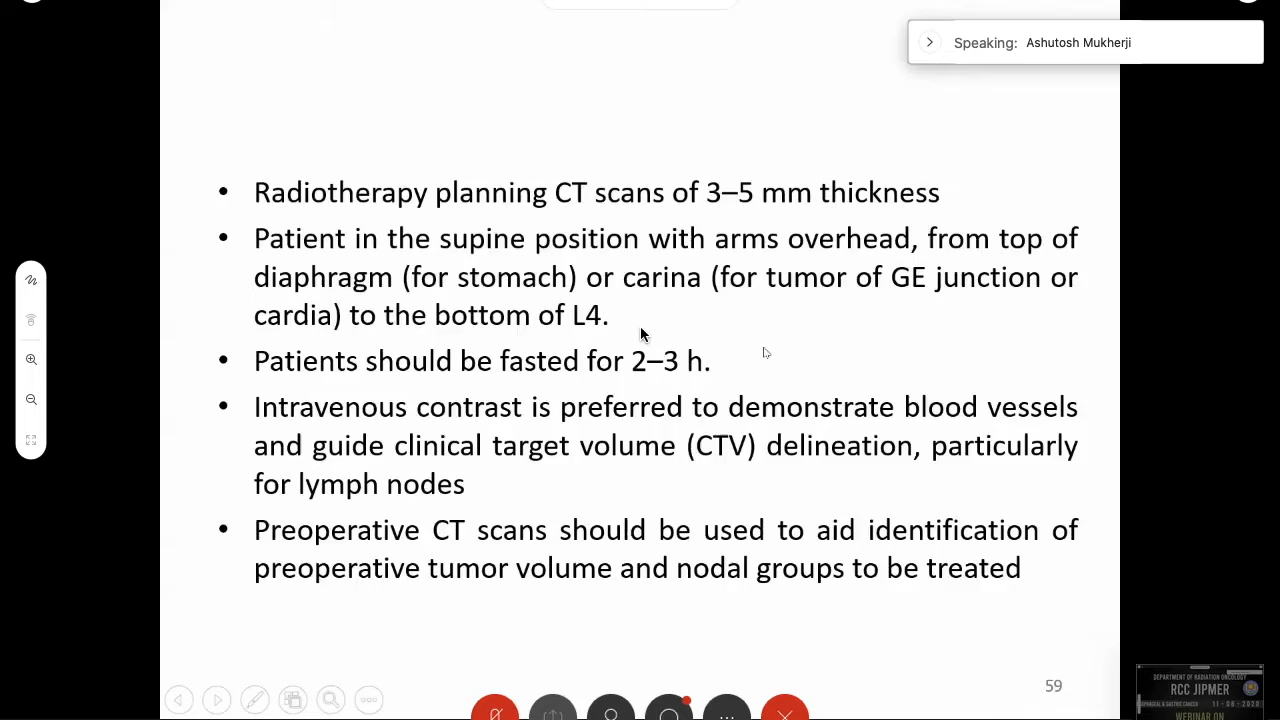 Speaking: Ashutosh Mukherji
• Radiotherapy planning CT scans of 3–5 mm thickness
• Patient in the supine position with arms overhead, from top of
diaphragm (for stomach) or carina (for tumor of GE junction or
cardia) to the bottom of L4.
• Patients should be fasted for 2–3 h.
• Intravenous contrast is preferred to demonstrate blood vessels
and guide clinical target volume (CTV) delineation, particularly
for lymph nodes
• Preoperative CT scans should be used to aid identification of
preoperative tumor volume and nodal groups to be treated
59
DEPARTMENT OF RADIATION ONCOLOGY
RCC JIPMER
& GASTRIC CANCER 11-08-2020
WEBINAR ON